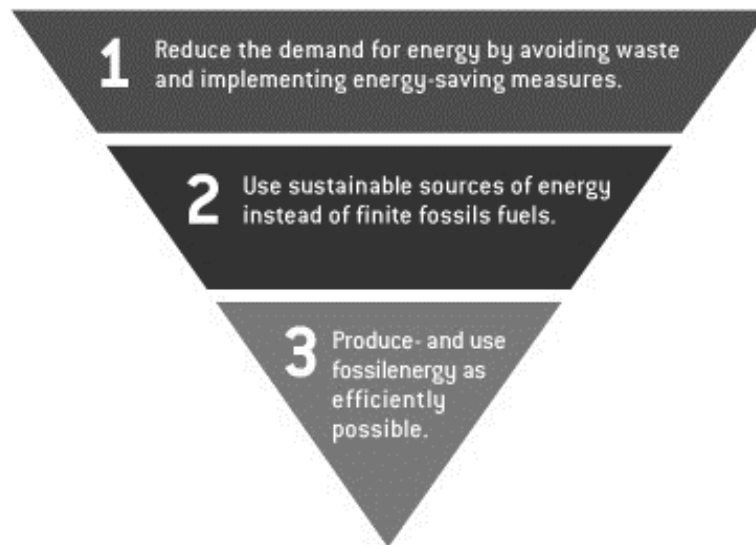 1 Reduce the demand for energy by avoiding waste
and implementing energy-saving measures.
2 Use sustainable sources of energy
instead of finite fossils fuels.
3 Produce- and use
fossilenergy as
efficiently
possible.